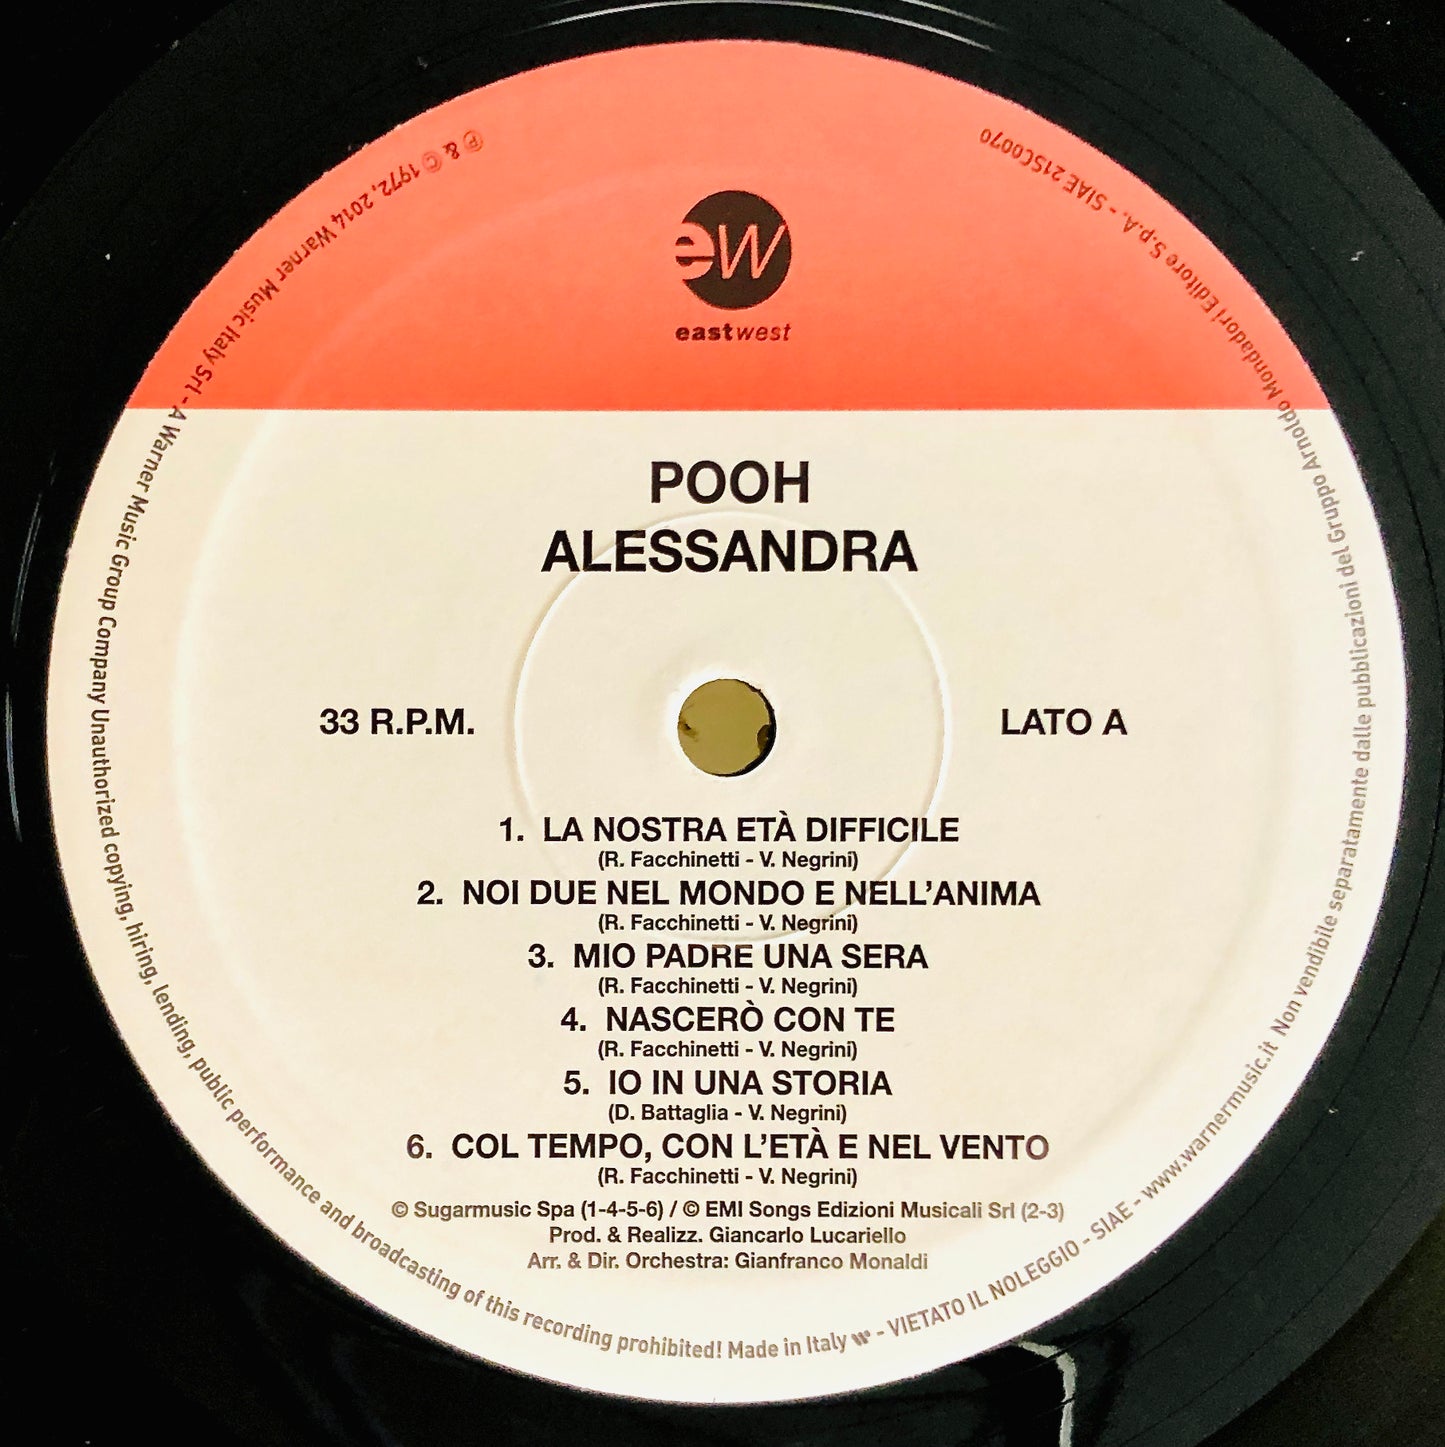 ew
eastwest
POOH
ALESSANDRA
33 R.P.M.
LATO A
1. LA NOSTRA ETÀ DIFFICILE
(R. Facchinetti - V. Negrini)
2. NOI DUE NEL MONDO E NELL’ANIMA
(R. Facchinetti - V. Negrini)
3. MIO PADRE UNA SERA
(R. Facchinetti - V. Negrini)
4. NASCERÒ CON TE
(R. Facchinetti - V. Negrini)
5. IO IN UNA STORIA
(D. Battaglia - V. Negrini)
6. COL TEMPO, CON L’ETÀ E NEL VENTO
(R. Facchinetti - V. Negrini)
© Sugarmusic Spa (1-4-5-6) / © EMI Songs Edizioni Musicali Srl (2-3)
Prod. & Realizz. Giancarlo Lucariello
Arr. & Dir. Orchestra: Gianfranco Monaldi
℗ & © 1972, 2014 Warner Music Italy Srl - A Warner Music Group Company Unauthorized copying, hiring, lending, public performance and broadcasting of this recording prohibited! Made in Italy - VIETATO IL NOLEGGIO - SIAE - www.warnermusic.it Non vendibile separatamente dalle pubblicazioni del Gruppo Arnoldo Mondadori Editore S.p.A. - SIAE 215C0070